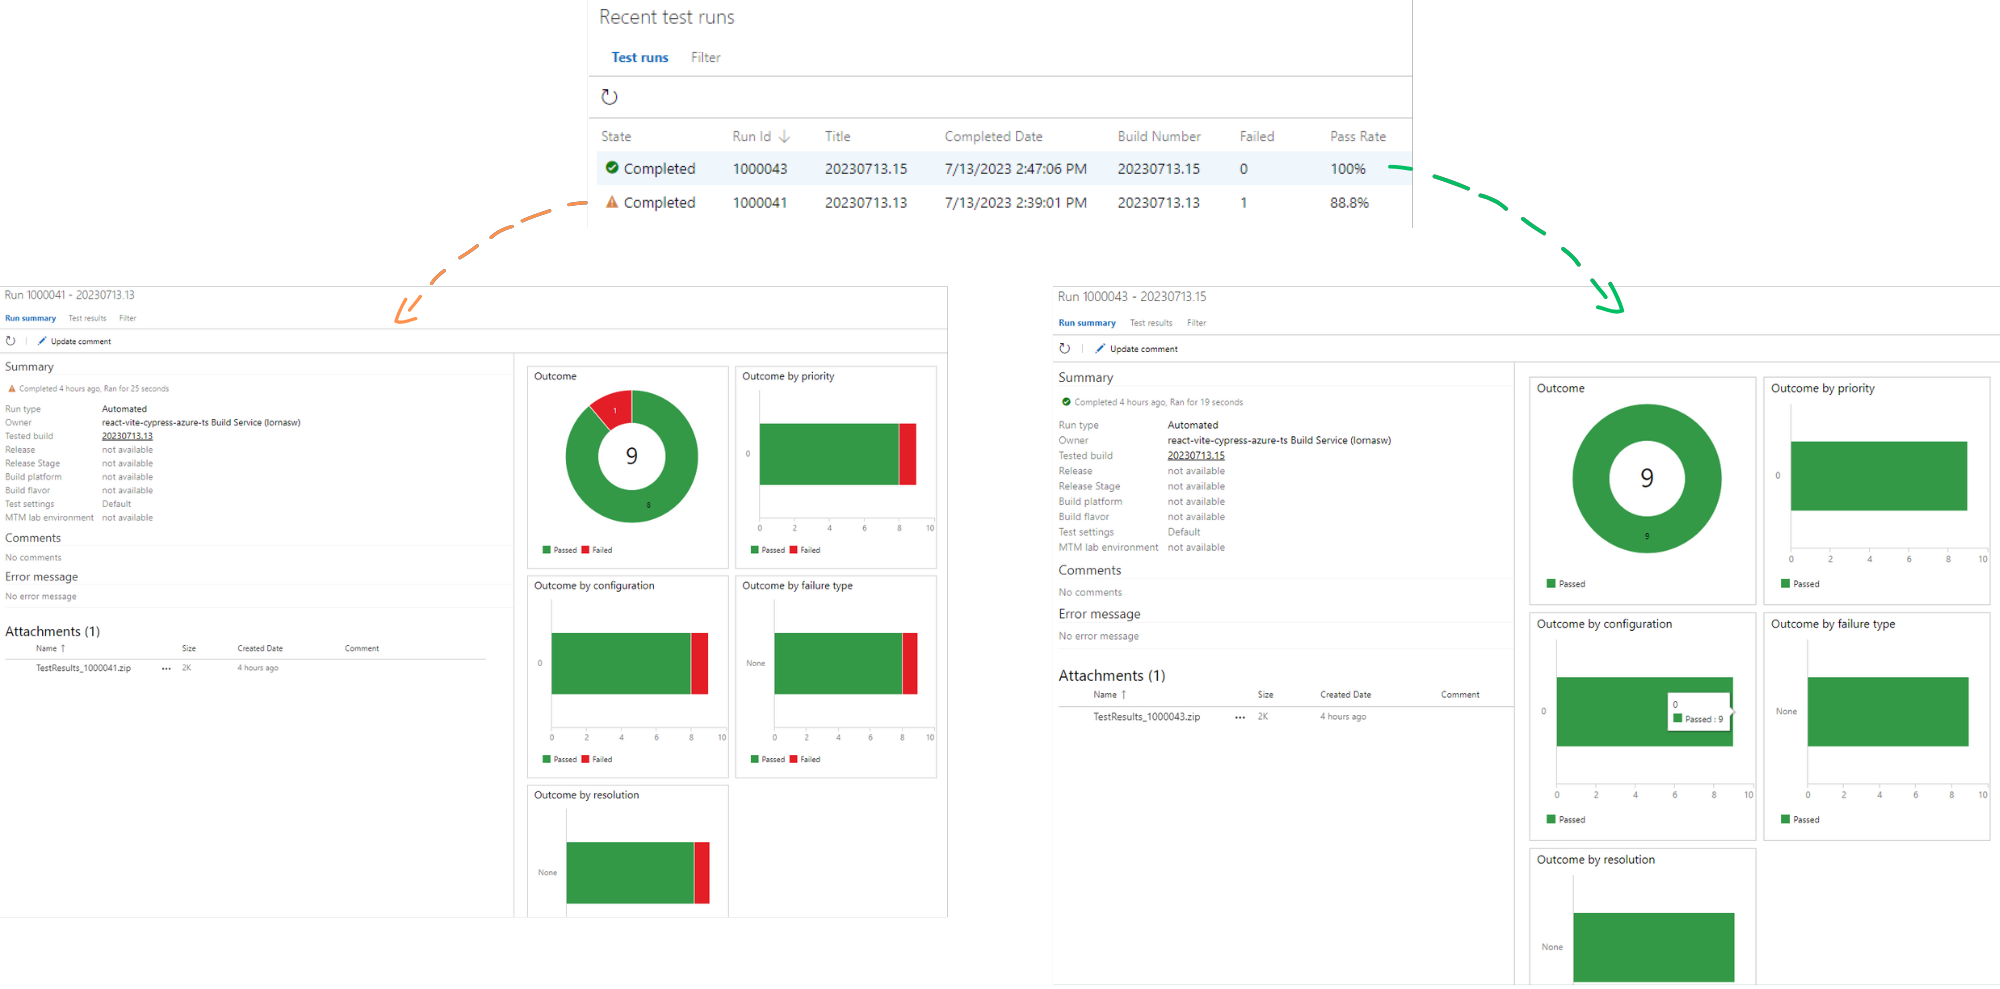 Recent test runs
Test runs Filter
State Run Id Title Completed Date Build Number Failed Pass Rate
Completed 1000043 20230713.15 7/13/2023 2:47:06 PM 20230713.15 0 100%
Completed 1000041 20230713.13 7/13/2023 2:39:01 PM 20230713.13 1 88.8%
Run 1000041 - 20230713.13
Run summary Test results Filter
Update comment
Summary
Completed 4 hours ago, Ran for 25 seconds
Run type Automated
Owner react-vite-cypress-azure-ts Build Service (lornasw)
Tested build 20230713.13
Release not available
Release Stage not available
Build platform not available
Build flavor not available
Test settings Default
MTM lab environment not available
Comments
No comments
Error message
No error message
Attachments (1)
Name ↑ Size Created Date Comment
TestResults_1000041.zip ... 2K 4 hours ago
Outcome
1
9
8
Passed Failed
Outcome by priority
0
0 2 4 6 8 10
Passed Failed
Outcome by configuration
0
0 2 4 6 8 10
Passed Failed
Outcome by failure type
None
0 2 4 6 8 10
Passed Failed
Outcome by resolution
None
Run 1000043 - 20230713.15
Run summary Test results Filter
Update comment
Summary
Completed 4 hours ago, Ran for 19 seconds
Run type Automated
Owner react-vite-cypress-azure-ts Build Service (lornasw)
Tested build 20230713.15
Release not available
Release Stage not available
Build platform not available
Build flavor not available
Test settings Default
MTM lab environment not available
Comments
No comments
Error message
No error message
Attachments (1)
Name ↑ Size Created Date Comment
TestResults_1000043.zip ... 2K 4 hours ago
Outcome
9
9
Passed
Outcome by priority
0
0 2 4 6 8 10
Passed
Outcome by configuration
0
0
Passed : 9
0 2 4 6 8 10
Passed
Outcome by failure type
None
0 2 4 6 8 10
Passed
Outcome by resolution
None